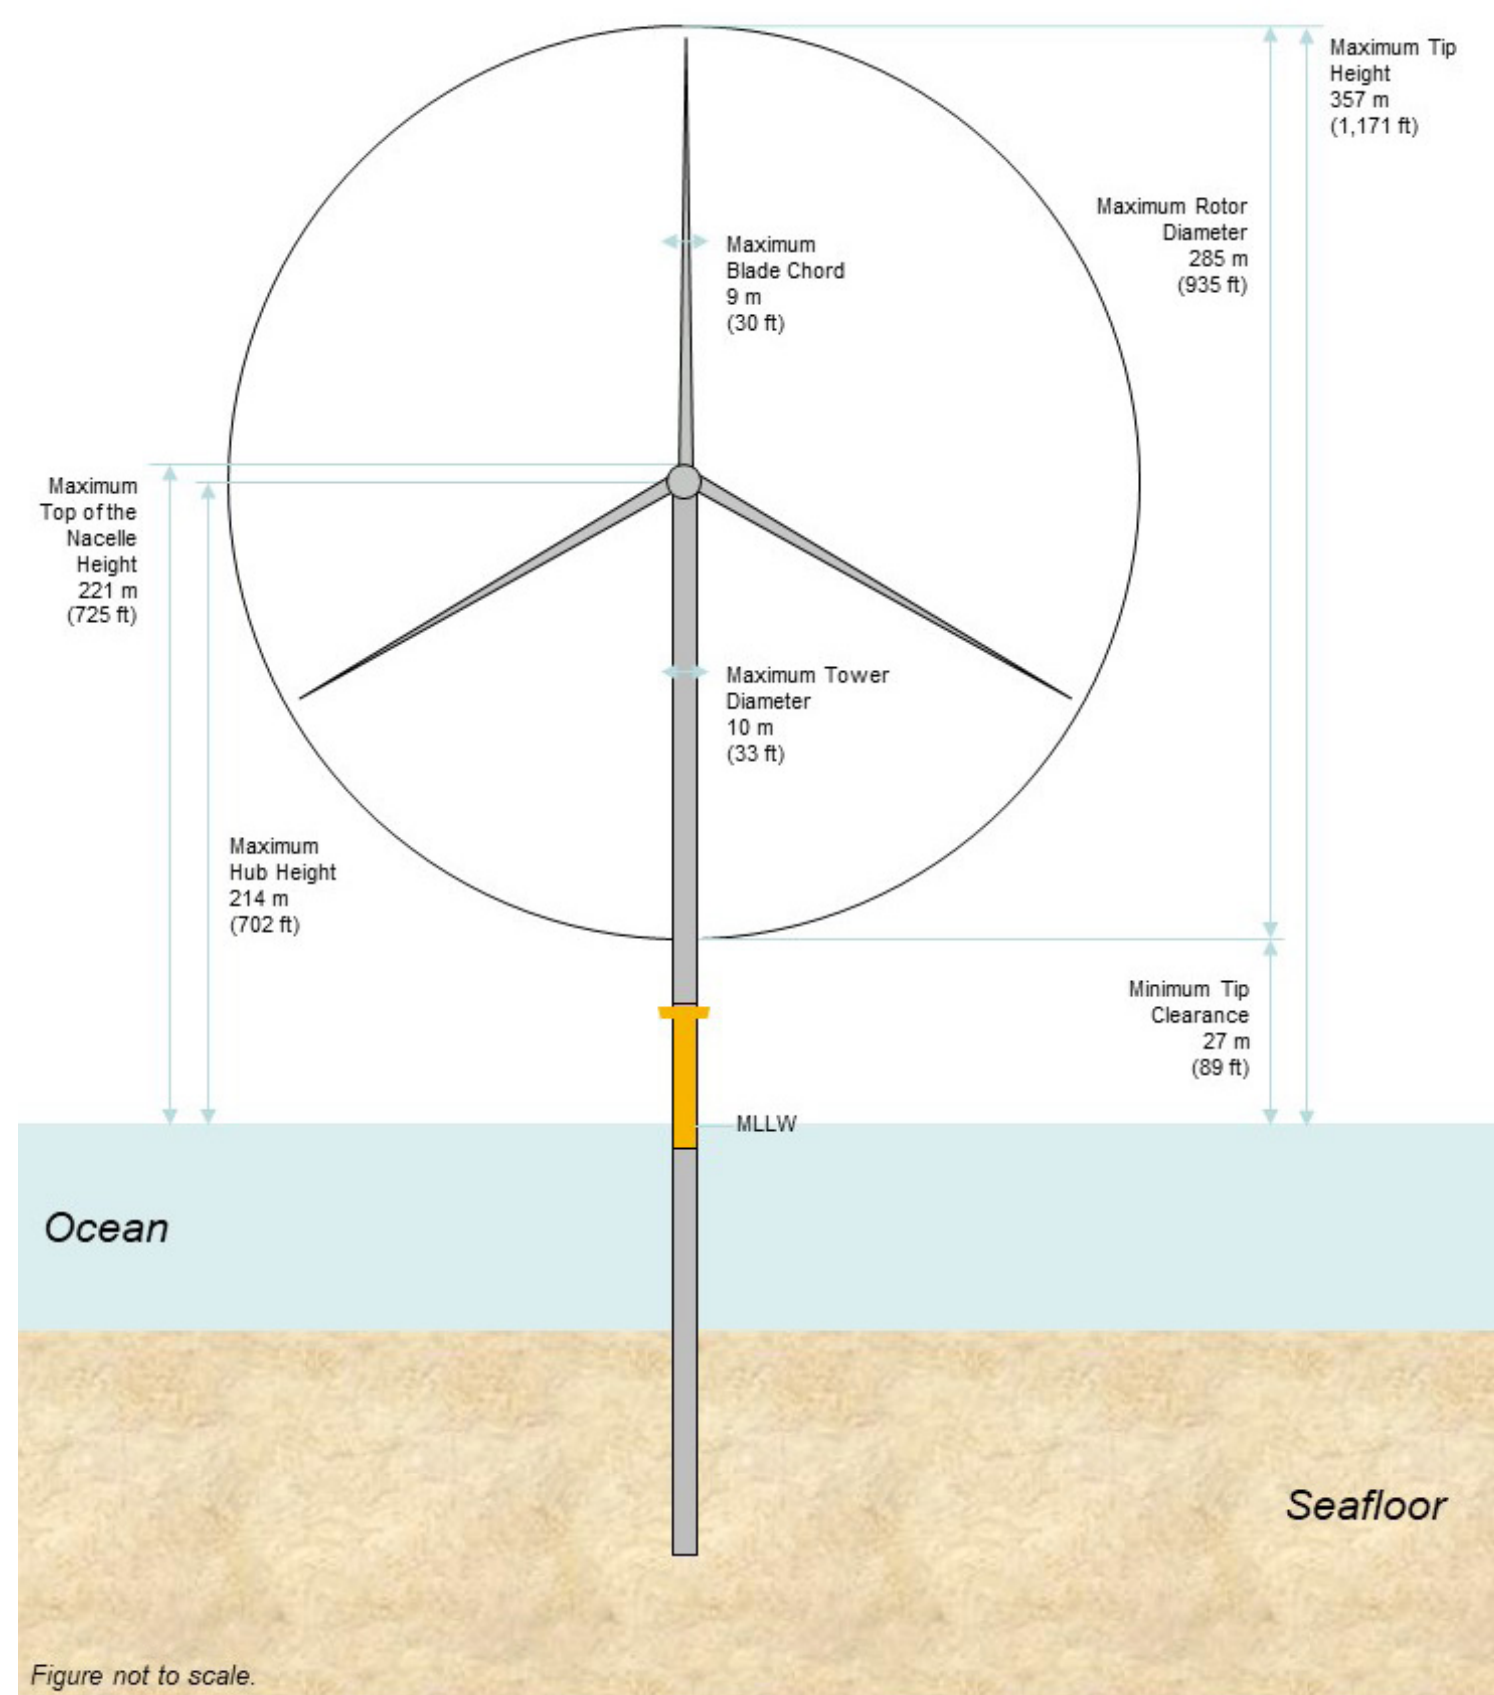 Maximum Tip
Height
357 m
(1,171 ft)
Maximum Rotor
Diameter
285 m
(935 ft)
Maximum
Blade Chord
9 m
(30 ft)
Maximum
Top of the
Nacelle
Height
221 m
(725 ft)
Maximum Tower
Diameter
10 m
(33 ft)
Maximum
Hub Height
214 m
(702 ft)
Minimum Tip
Clearance
27 m
(89 ft)
MLLW
Ocean
Seafloor
Figure not to scale.